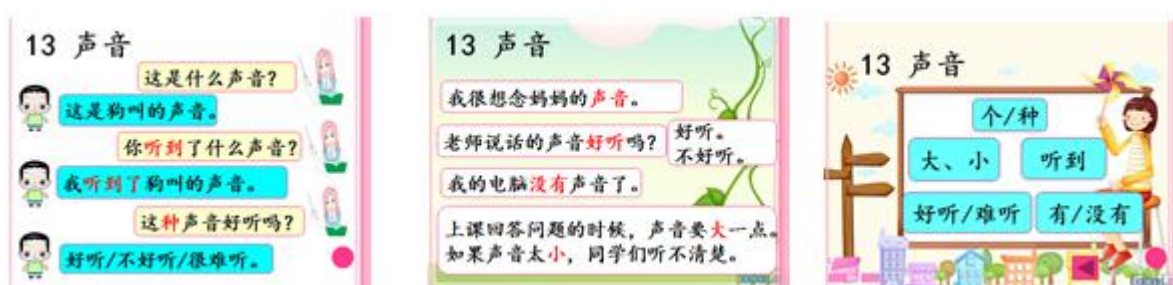 13 声音
这是什么声音?
这是狗叫的声音。
你听到了什么声音?
我听到了狗叫的声音。
这种声音好听吗?
好听/不好听/很难听。
13 声音
我很想念妈妈的声音。
老师说话的声音好听吗?
好听。
不好听。
我的电脑没有声音了。
上课回答问题的时候，声音要大一点。
如果声音太小，同学们听不清楚。
13 声音
个/种
大、小
听到
好听/难听
有/没有